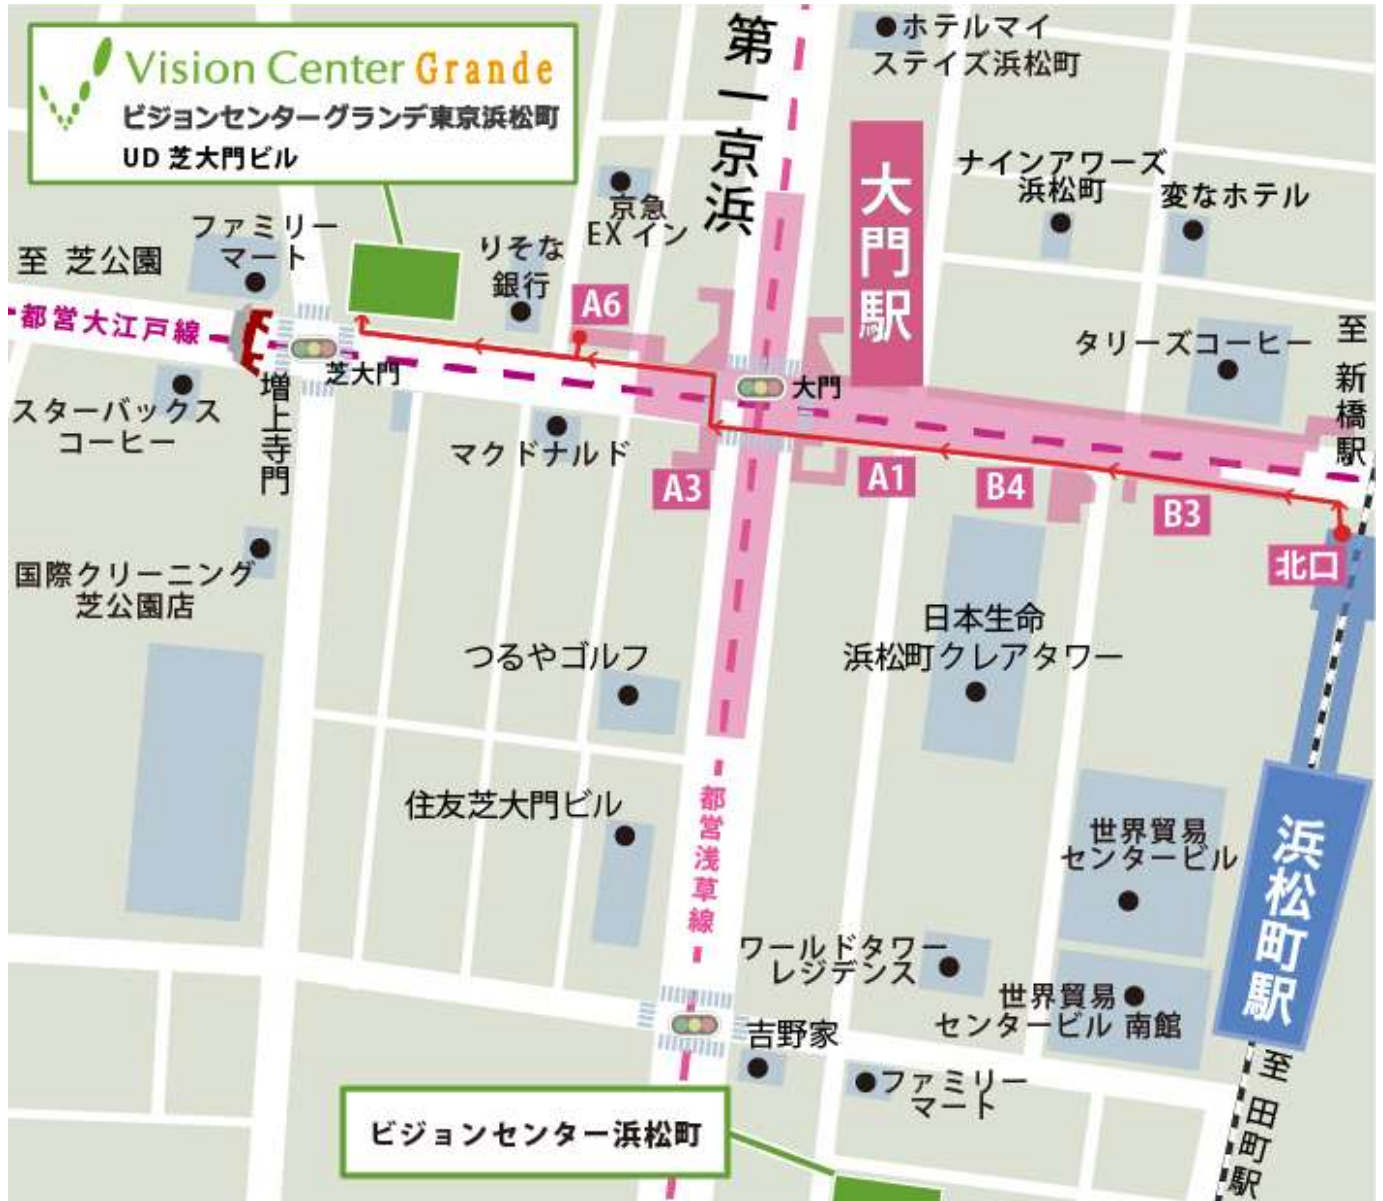 Vision Center Grande
ビジョンセンターグランデ東京浜松町
UD 芝大門ビル
第一京浜
ホテルマイ
ステイズ浜松町
大門駅
ナインアワーズ
浜松町
変なホテル
京急
EX イン
ファミリー
マート
りそな
銀行
至 芝公園
A6
都営大江戸線
タリーズコーヒー
至 新橋駅
芝大門
大門
増上寺門
スターバックス
コーヒー
マクドナルド
A3
A1
B4
B3
北口
国際クリーニング
芝公園店
日本生命
浜松町クレアタワー
つるやゴルフ
都営浅草線
住友芝大門ビル
世界貿易
センタービル
浜松町駅
ワールドタワー
レジデンス
世界貿易
センタービル 南館
吉野家
ファミリー
マート
至 田町駅
ビジョンセンター浜松町